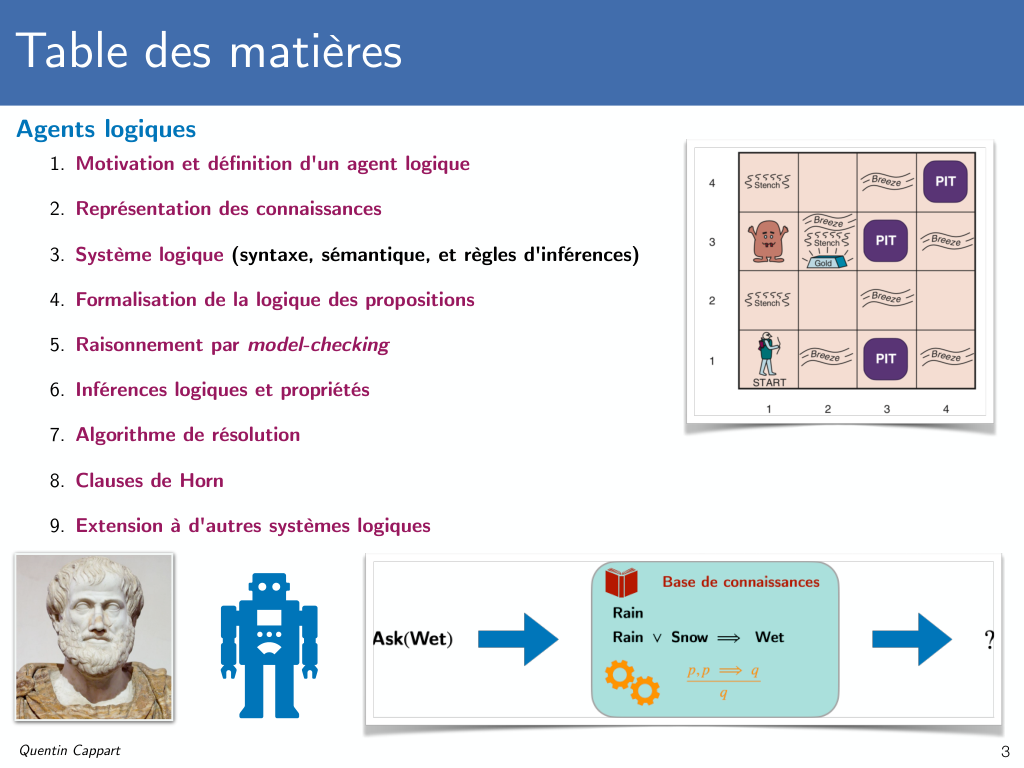 Table des matières
Agents logiques
1. Motivation et définition d'un agent logique
2. Représentation des connaissances
3. Système logique (syntaxe, sémantique, et règles d'inférences)
4. Formalisation de la logique des propositions
5. Raisonnement par model-checking
6. Inférences logiques et propriétés
7. Algorithme de résolution
8. Clauses de Horn
9. Extension à d'autres systèmes logiques
4 Stench Breeze PIT
3 Breeze Stench Gold PIT Breeze
2 Stench Breeze
1 START Breeze PIT Breeze
1 2 3 4
Base de connaissances
Rain
Ask(Wet) Rain ∨ Snow ⟹ Wet ?
p,p ⟹ q
q
Quentin Cappart 3